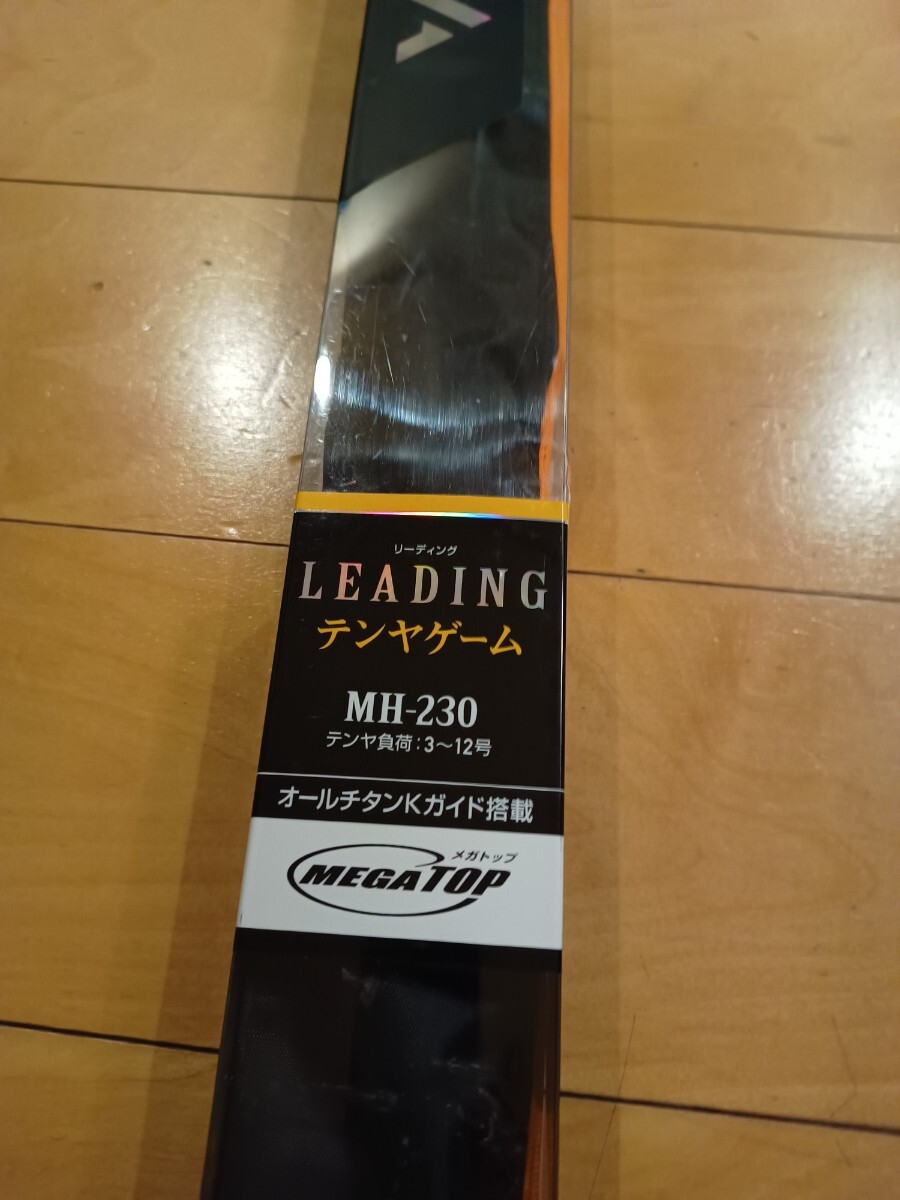 リーディング
LEADING
テンヤゲーム
MH-230
テンヤ負荷:3〜12号
オールチタンKガイド搭載
メガトップ
MEGATOP